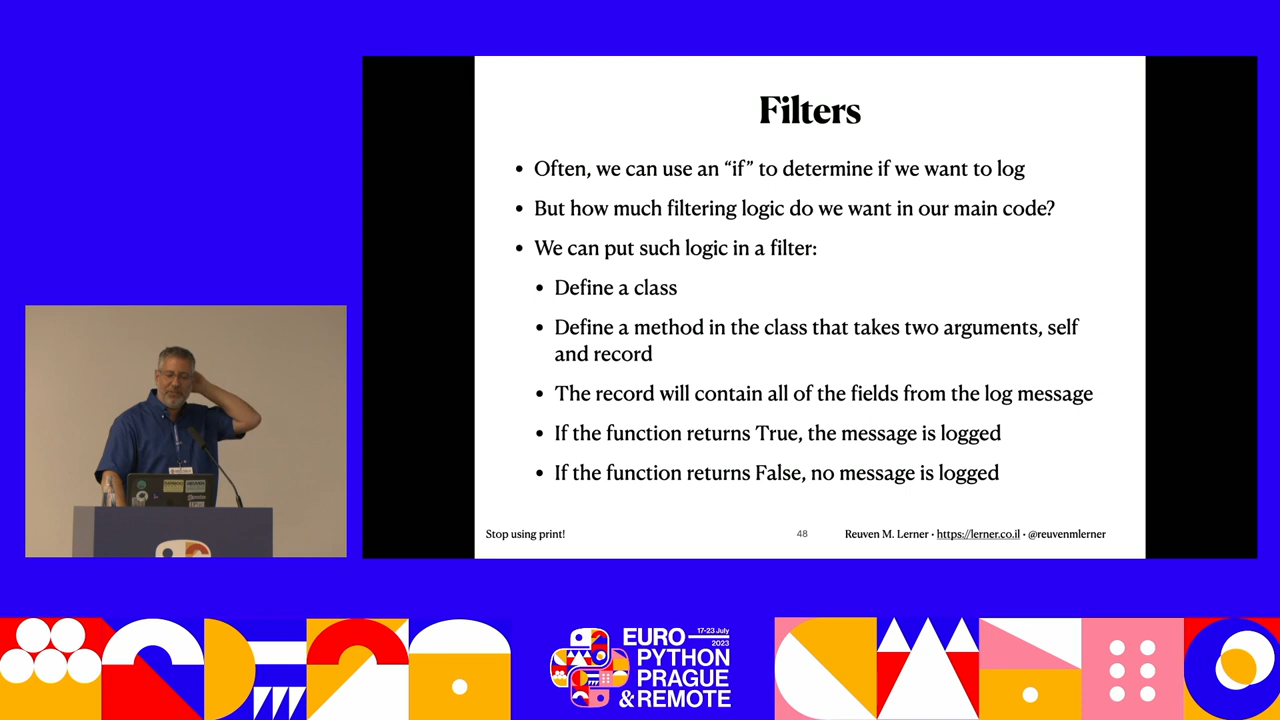 Filters
• Often, we can use an “if” to determine if we want to log
• But how much filtering logic do we want in our main code?
• We can put such logic in a filter:
• Define a class
• Define a method in the class that takes two arguments, self
and record
• The record will contain all of the fields from the log message
• If the function returns True, the message is logged
• If the function returns False, no message is logged
Stop using print!
48
Reuven M. Lerner • https://lerner.co.il • @reuvenmlerner
EURO 17-23 July
2023
PYTHON
PRAGUE
& REMOTE